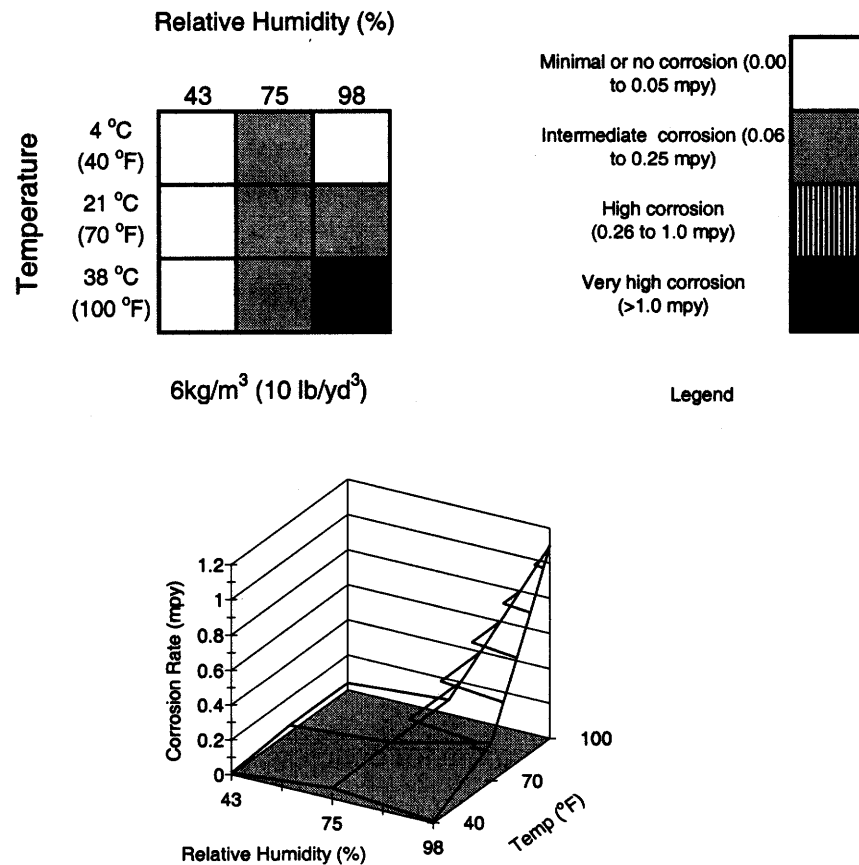 Relative Humidity (%)
43 75 98
Temperature
4 °C
(40 °F)
21 °C
(70 °F)
38 °C
(100 °F)
6kg/m³ (10 lb/yd³)
Minimal or no corrosion (0.00
to 0.05 mpy)
Intermediate corrosion (0.06
to 0.25 mpy)
High corrosion
(0.26 to 1.0 mpy)
Very high corrosion
(>1.0 mpy)
Legend
Corrosion Rate (mpy)
1.2
1
0.8
0.6
0.4
0.2
0
43
75
98
Relative Humidity (%)
40
70
100
Temp (°F)